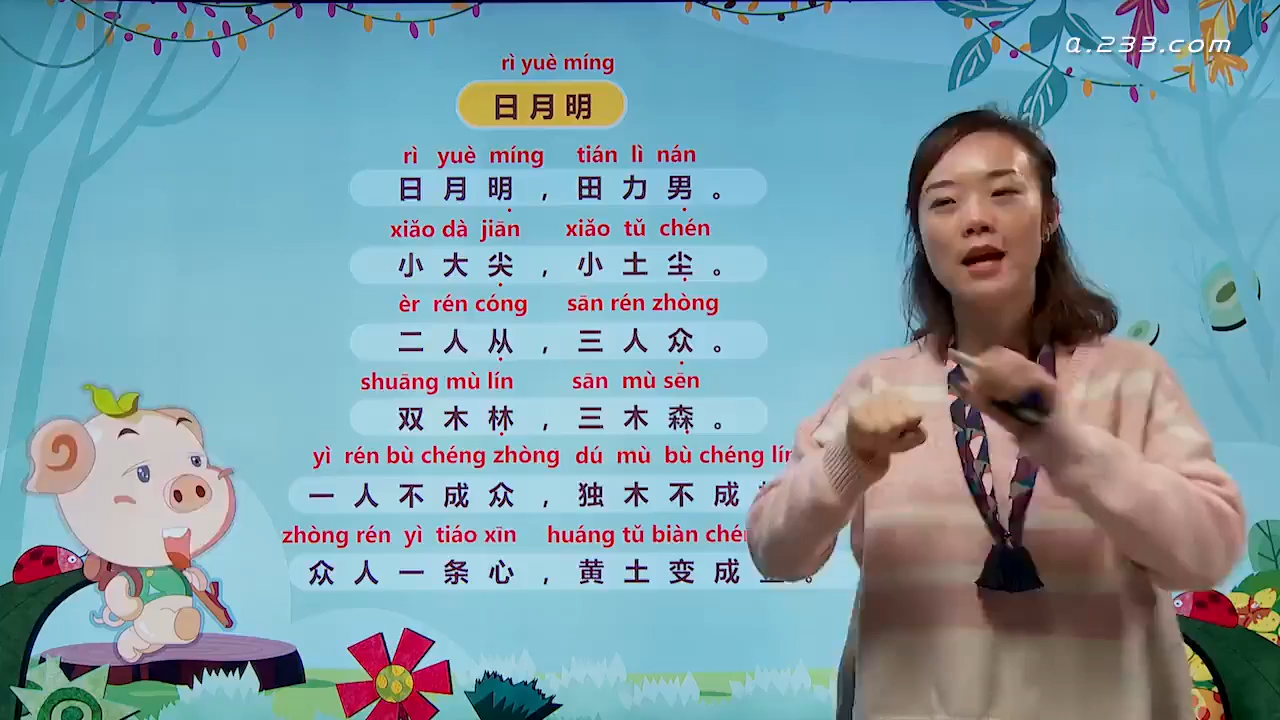 a.233.com
rì yuè míng
日月明
rì yuè míng tián lì nán
日月明，田力男。
xiǎo dà jiān xiǎo tǔ chén
小大尖，小土尘。
èr rén cóng sān rén zhòng
二人从，三人众。
shuāng mù lín sān mù sēn
双木林，三木森。
yì rén bù chéng zhòng dú mù bù chéng
一人不成众，独木不成
zhòng rén yì tiáo xīn huáng tǔ biàn
众人一条心，黄土变成